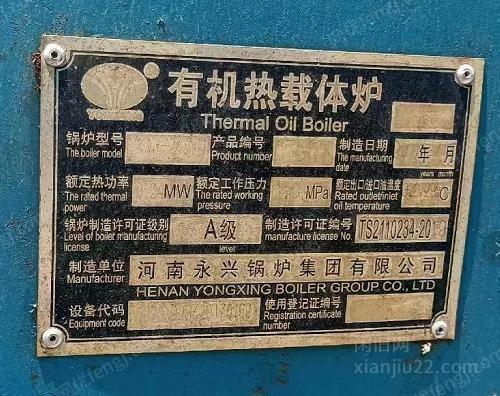 有机热载体炉
Thermal Oil Boiler
YONGXING
锅炉型号 产品编号 制造日期 年 月
The boiler model Product number The manufacturing date years month
额定热功率 MW 额定工作压力 MPa 额定出口/进口油温度 ℃
The rated thermal power The rated working pressure Rated outlet/inlet oil temperature
锅炉制造许可证级别 A级 制造许可证编号 TS2110234-20
Level of boiler manufacturing license level manufacture license No.
制造单位 河南永兴锅炉集团有限公司
Manufacturer HENAN YONGXING BOILER GROUP CO., LTD
设备代码 使用登记证编号
Equipment code Registration certificate number
闲旧网
xianjiu22.com